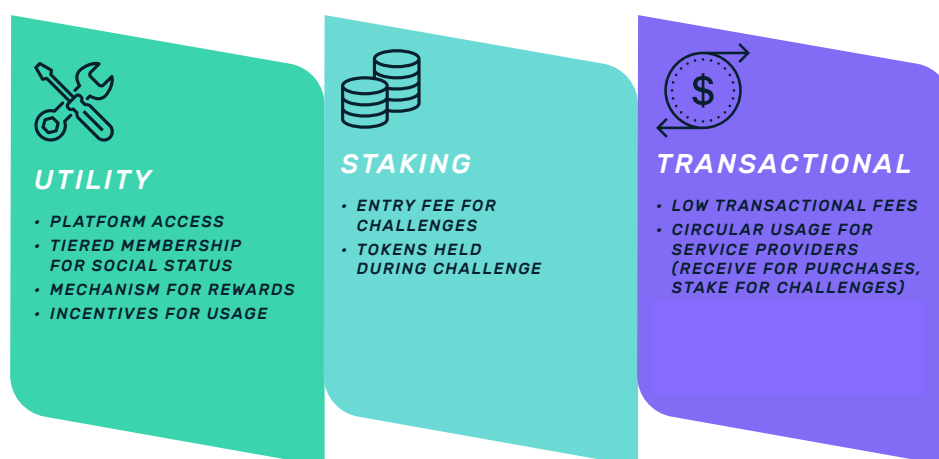 UTILITY
• PLATFORM ACCESS
• TIERED MEMBERSHIP
FOR SOCIAL STATUS
• MECHANISM FOR REWARDS
• INCENTIVES FOR USAGE
STAKING
• ENTRY FEE FOR
CHALLENGES
• TOKENS HELD
DURING CHALLENGE
$
TRANSACTIONAL
• LOW TRANSACTIONAL FEES
• CIRCULAR USAGE FOR
SERVICE PROVIDERS
(RECEIVE FOR PURCHASES,
STAKE FOR CHALLENGES)